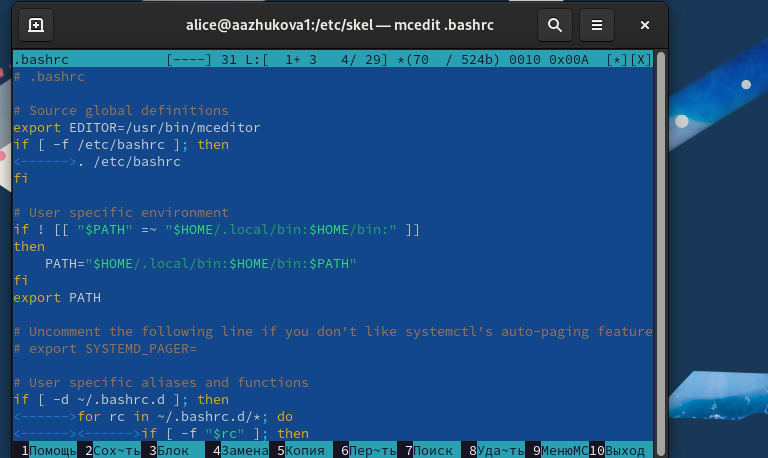 alice@aazhukova1:/etc/skel — mcedit .bashrc
.bashrc [----] 31 L:[ 1+ 3 4/ 29] *(70 / 524b) 0010 0x00A [*][X]
# .bashrc
# Source global definitions
export EDITOR=/usr/bin/mceditor
if [ -f /etc/bashrc ]; then
<------>. /etc/bashrc
fi
# User specific environment
if ! [[ "$PATH" =~ "$HOME/.local/bin:$HOME/bin:" ]]
then
    PATH="$HOME/.local/bin:$HOME/bin:$PATH"
fi
export PATH
# Uncomment the following line if you don't like systemctl's auto-paging feature
# export SYSTEMD_PAGER=
# User specific aliases and functions
if [ -d ~/.bashrc.d ]; then
<------>for rc in ~/.bashrc.d/*; do
<------><------>if [ -f "$rc" ]; then
1Помощь 2Сох~ть 3Блок 4Замена 5Копия 6Пер~ть 7Поиск 8Уда~ть 9МенюMC 10Выход